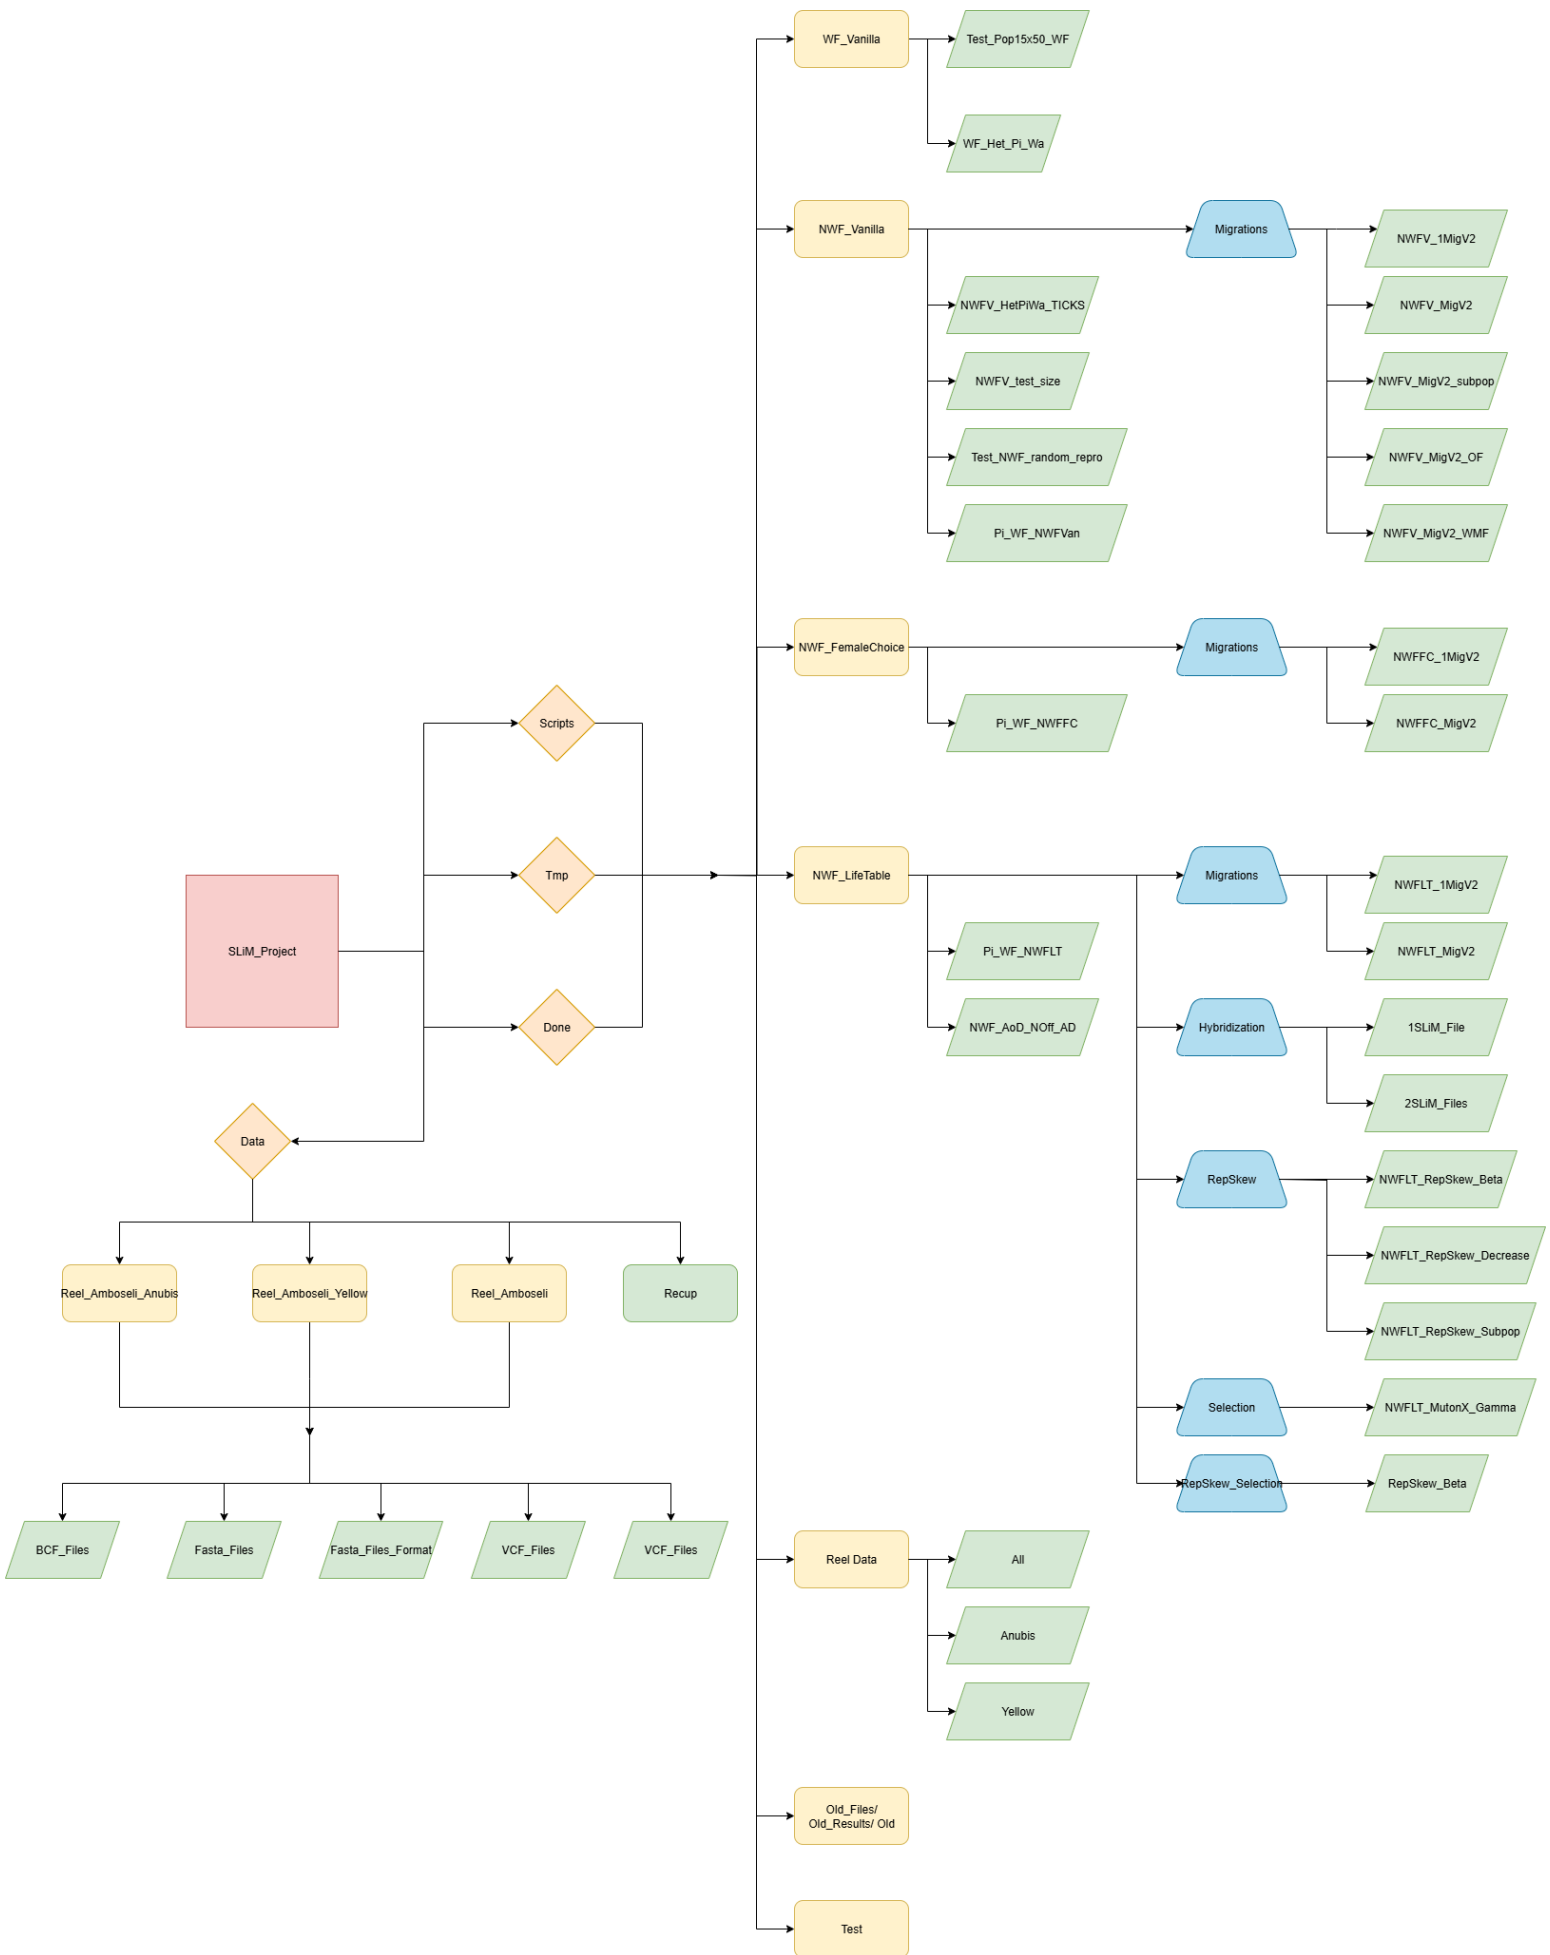 WF_Vanilla
Test_Pop15x50_WF
WF_Het_Pi_Wa
NWF_Vanilla
Migrations
NWFV_1MigV2
NWFV_HetPiWa_TICKS
NWFV_MigV2
NWFV_test_size
NWFV_MigV2_subpop
Test_NWF_random_repro
NWFV_MigV2_OF
Pi_WF_NWFVan
NWFV_MigV2_WMF
NWF_FemaleChoice
Migrations
NWFFC_1MigV2
Scripts
Pi_WF_NWFFC
NWFFC_MigV2
Tmp
NWF_LifeTable
Migrations
NWFLT_1MigV2
SLiM_Project
Pi_WF_NWFLT
NWFLT_MigV2
Done
NWF_AoD_NOff_AD
Hybridization
1SLiM_File
2SLiM_Files
Data
RepSkew
NWFLT_RepSkew_Beta
NWFLT_RepSkew_Decrease
Reel_Amboseli_Anubis
Reel_Amboseli_Yellow
Reel_Amboseli
Recup
NWFLT_RepSkew_Subpop
Selection
NWFLT_MutonX_Gamma
RepSkew_Selection
RepSkew_Beta
BCF_Files
Fasta_Files
Fasta_Files_Format
VCF_Files
VCF_Files
Reel Data
All
Anubis
Yellow
Old_Files/
Old_Results/ Old
Test